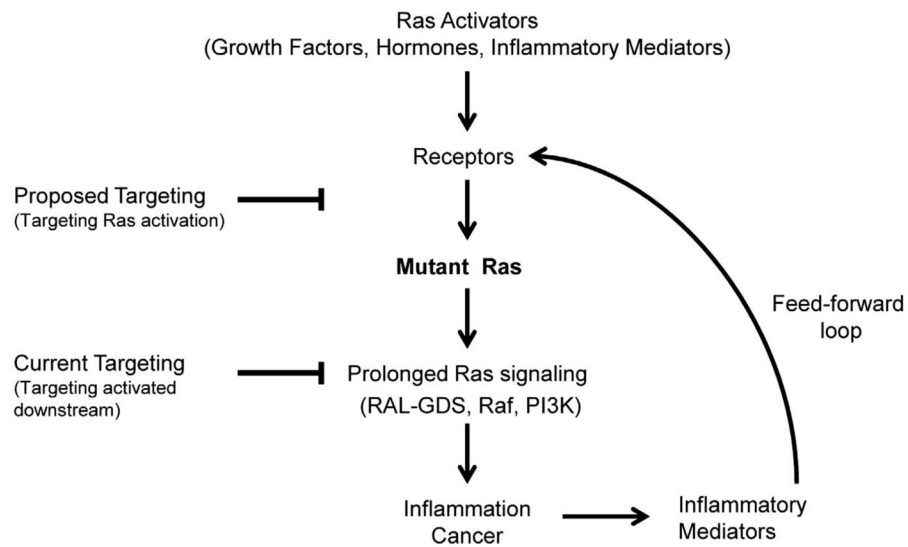 Ras Activators
(Growth Factors, Hormones, Inflammatory Mediators)
Receptors
Proposed Targeting
(Targeting Ras activation)
Mutant Ras
Feed-forward
loop
Current Targeting
(Targeting activated
downstream)
Prolonged Ras signaling
(RAL-GDS, Raf, PI3K)
Inflammation
Cancer
Inflammatory
Mediators